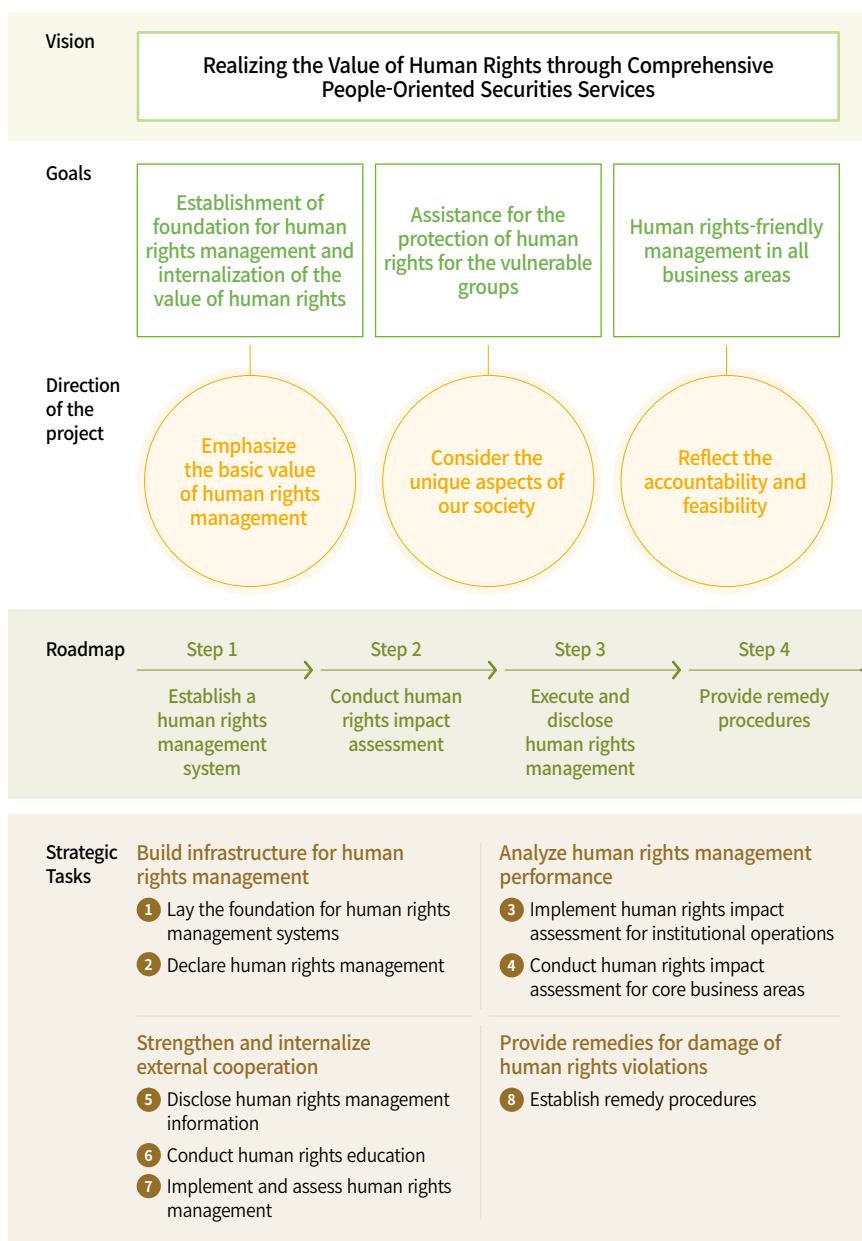 Vision
Realizing the Value of Human Rights through Comprehensive
People-Oriented Securities Services
Goals
Establishment of
foundation for human
rights management and
internalization of the
value of human rights
Assistance for the
protection of human
rights for the vulnerable
groups
Human rights-friendly
management in all
business areas
Direction
of the
project
Emphasize
the basic value
of human rights
management
Consider the
unique aspects of
our society
Reflect the
accountability and
feasibility
Roadmap
Step 1
Establish a
human rights
management
system
Step 2
Conduct human
rights impact
assessment
Step 3
Execute and
disclose
human rights
management
Step 4
Provide remedy
procedures
Strategic
Tasks
Build infrastructure for human
rights management
1 Lay the foundation for human rights
management systems
2 Declare human rights management
Analyze human rights management
performance
3 Implement human rights impact
assessment for institutional operations
4 Conduct human rights impact
assessment for core business areas
Strengthen and internalize
external cooperation
5 Disclose human rights management
information
6 Conduct human rights education
7 Implement and assess human rights
management
Provide remedies for damage of
human rights violations
8 Establish remedy procedures